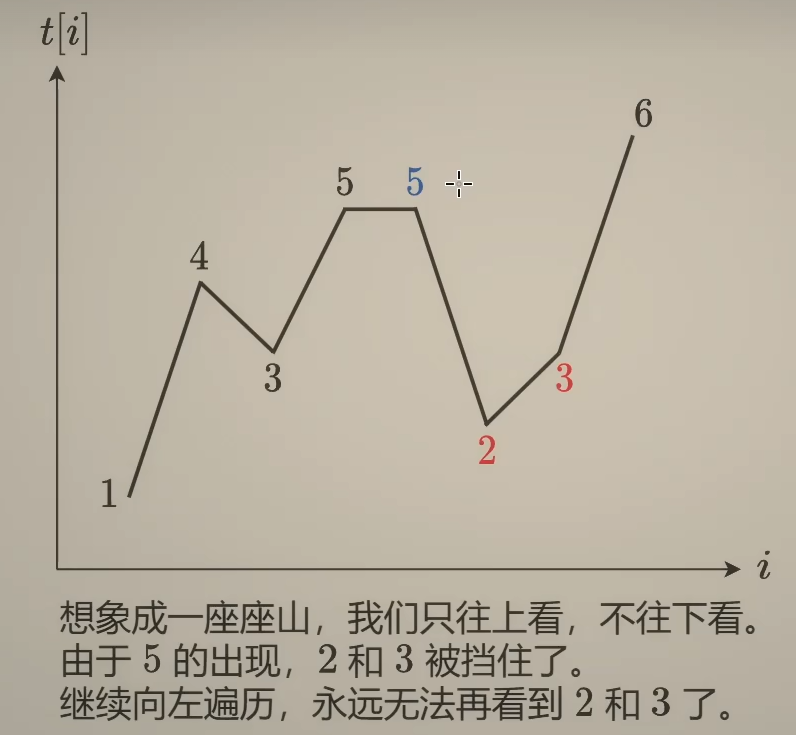 t[i]
6
5 5
4
3
3
2
1
i
想象成一座座山，我们只往上看，不往下看。
由于 5 的出现，2 和 3 被挡住了。
继续向左遍历，永远无法再看到 2 和 3 了。